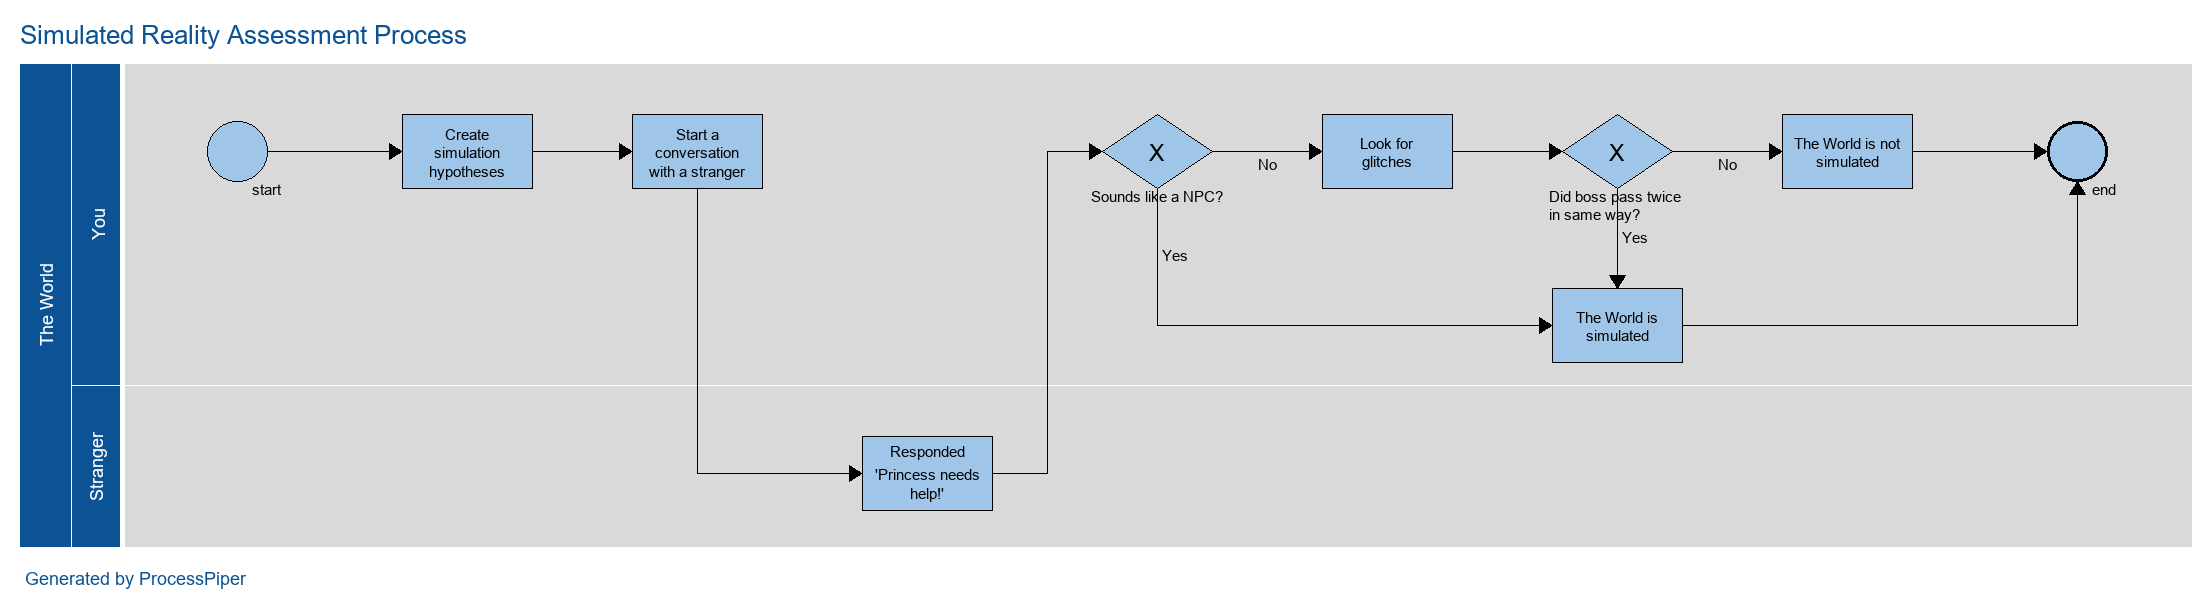 Simulated Reality Assessment Process
The World
You
Stranger
start
Create
simulation
hypotheses
Start a
conversation
with a stranger
Responded
'Princess needs
help!'
X
Sounds like a NPC?
No
Yes
Look for
glitches
X
Did boss pass twice
in same way?
No
Yes
The World is not
simulated
The World is
simulated
end
Generated by ProcessPiper